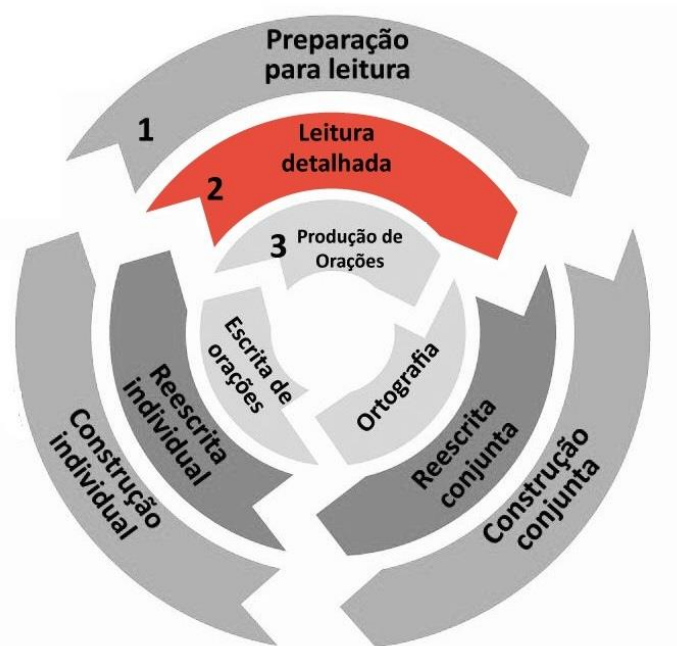 Preparação
para leitura
1
Leitura
detalhada
2
3
Produção de
Orações
Escrita de
orações
Ortografia
Reescrita
individual
Reescrita
conjunta
Construção
individual
Construção
conjunta